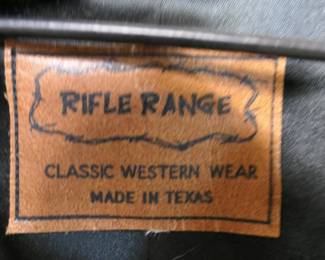 RIFLE RANGE
CLASSIC WESTERN WEAR
MADE IN TEXAS